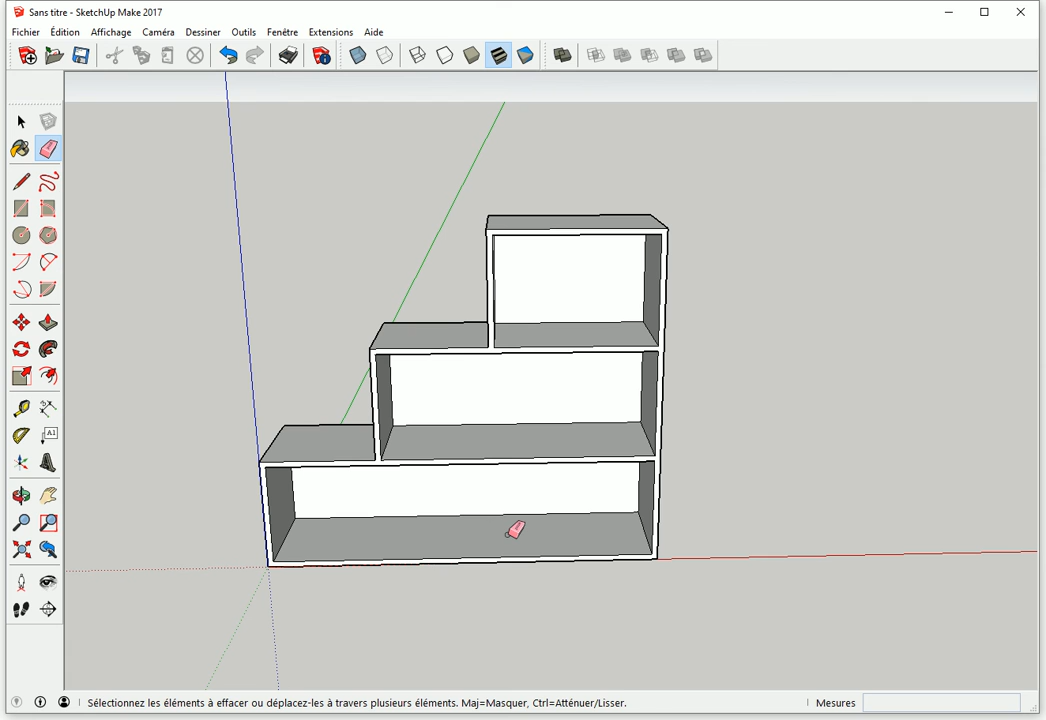 Sans titre - SketchUp Make 2017
Fichier Édition Affichage Caméra Dessiner Outils Fenêtre Extensions Aide
A1
Sélectionnez les éléments à effacer ou déplacez-les à travers plusieurs éléments. Maj=Masquer, Ctrl=Atténuer/Lisser. Mesures